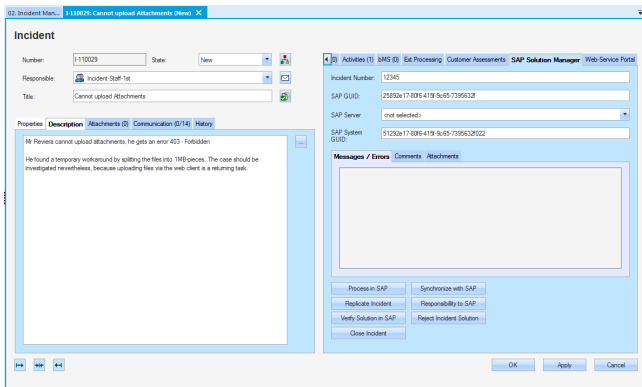 02. Incident Man...
I-110029: Cannot upload Attachments (New)
Incident
Number:
I-110029
State:
New
Responsible:
Incident-Staff-1st
Title:
Cannot upload Attachments
Properties
Description
Attachments (0)
Communication (0/14)
History
Mr Reviera cannot upload attachments, he gets an error 403 - Forbidden
He found a temporary workaround by splitting the files into 1MB-pieces. The case should be
investigated nevertheless, because uploading files via the web client is a returning task.
...
(0)
Activities (1)
bMS (0)
Ext Processing
Customer Assessments
SAP Solution Manager
Web-Service Portal
Incident Number:
12345
SAP GUID:
25892e17-80f6-415f-9c65-7395632f
SAP Server
<not selected>
SAP System
GUID:
51292e17-80f6-415f-9c65-7395632f022
Messages / Errors
Comments
Attachments
Process in SAP
Synchronize with SAP
Replicate Incident
Responsibility to SAP
Verify Solution in SAP
Reject Incident Solution
Close Incident
OK
Apply
Cancel